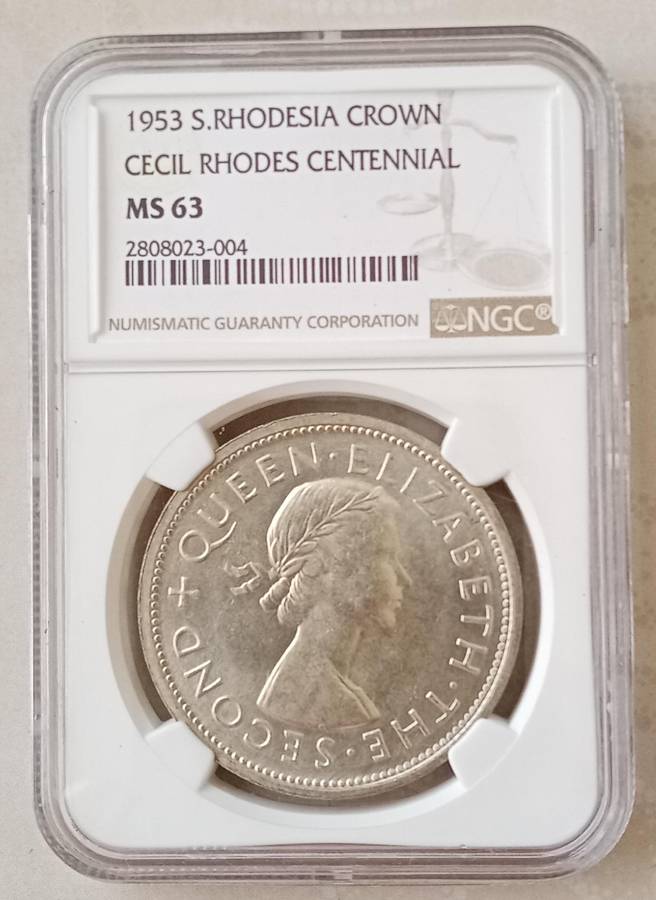 1953 S.RHODESIA CROWN
CECIL RHODES CENTENNIAL
MS 63
2808023-004
NUMISMATIC GUARANTY CORPORATION NGC®
+ QUEEN · ELIZABETH · THE · SECOND